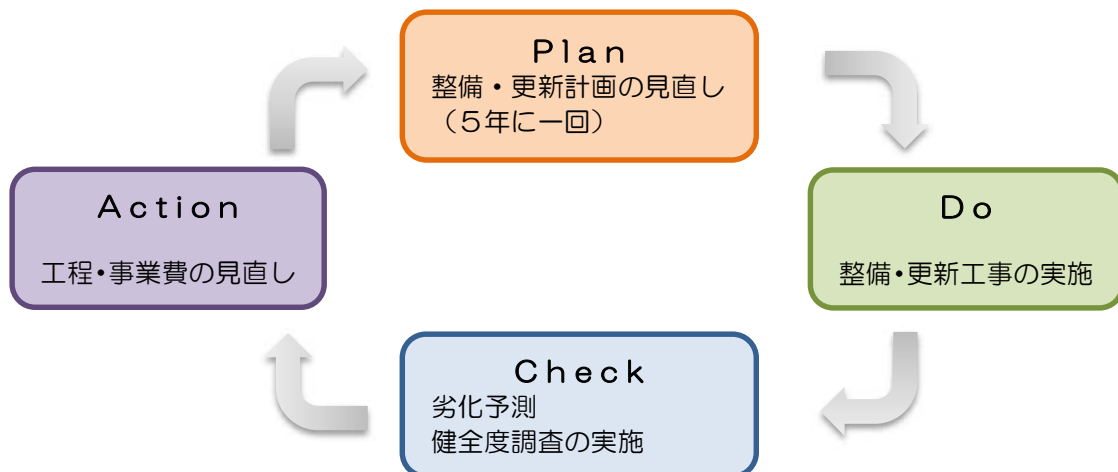 Plan
整備・更新計画の見直し
（５年に一回）
Action
工程・事業費の見直し
Do
整備・更新工事の実施
Check
劣化予測
健全度調査の実施